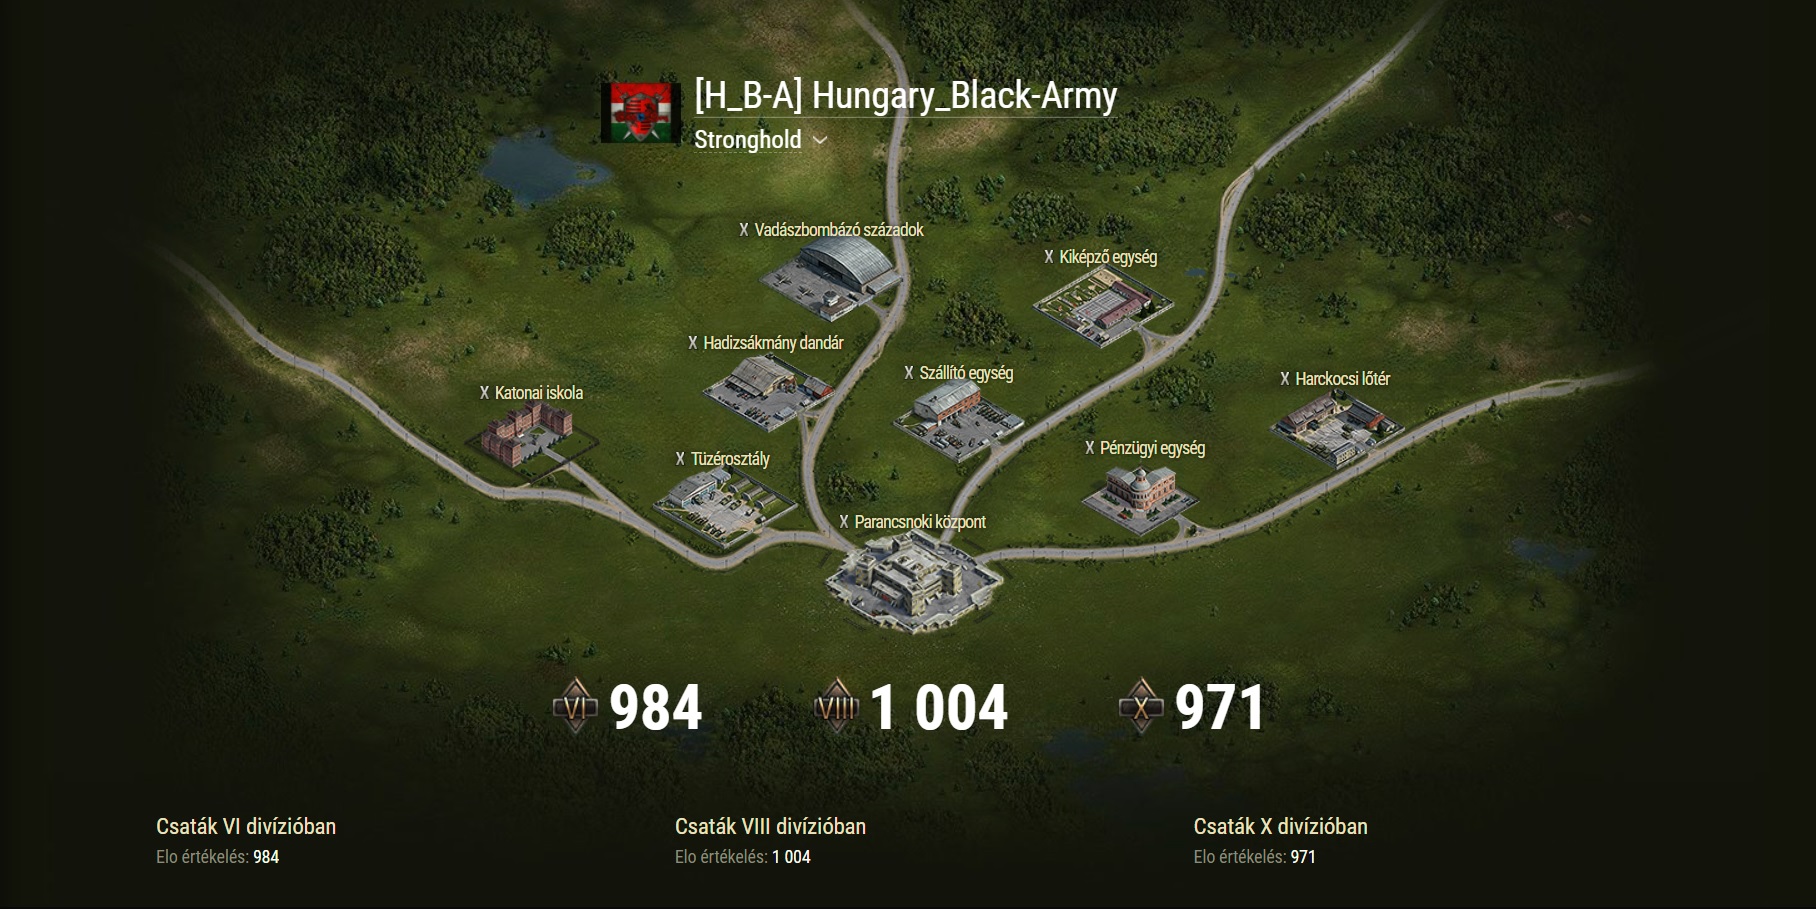 [H_B-A] Hungary_Black-Army
Stronghold
X Vadászbombázó századok
X Kiképző egység
X Hadizsákmány dandár
X Szállító egység
X Harckocsi lőtér
X Katonai iskola
X Pénzügyi egység
X Tüzérosztály
X Parancsnoki központ
VI 984
VIII 1 004
X 971
Csaták VI divízióban
Elo értékelés: 984
Csaták VIII divízióban
Elo értékelés: 1 004
Csaták X divízióban
Elo értékelés: 971